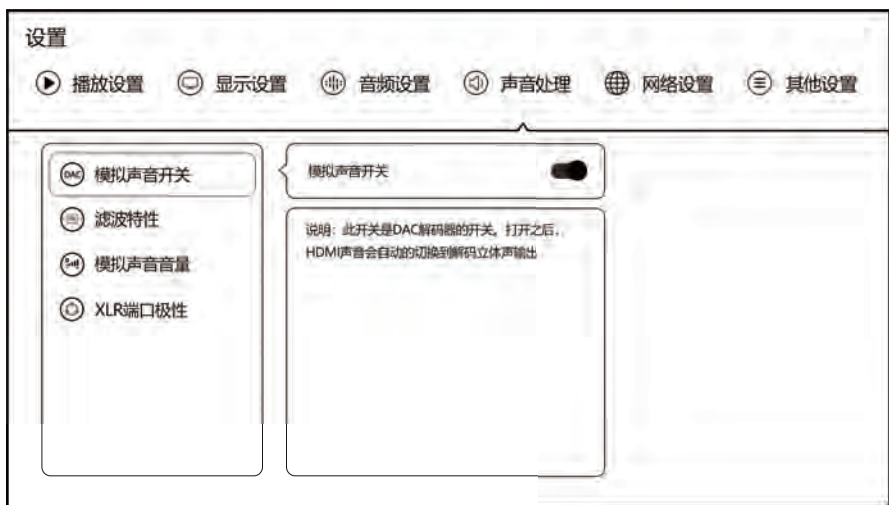 设置
播放设置 显示设置 音频设置 声音处理 网络设置 其他设置
DAC 模拟声音开关
滤波特性
模拟声音音量
XLR端口极性
模拟声音开关
说明：此开关是DAC解码器的开关。打开之后，
HDMI声音会自动的切换到解码立体声输出